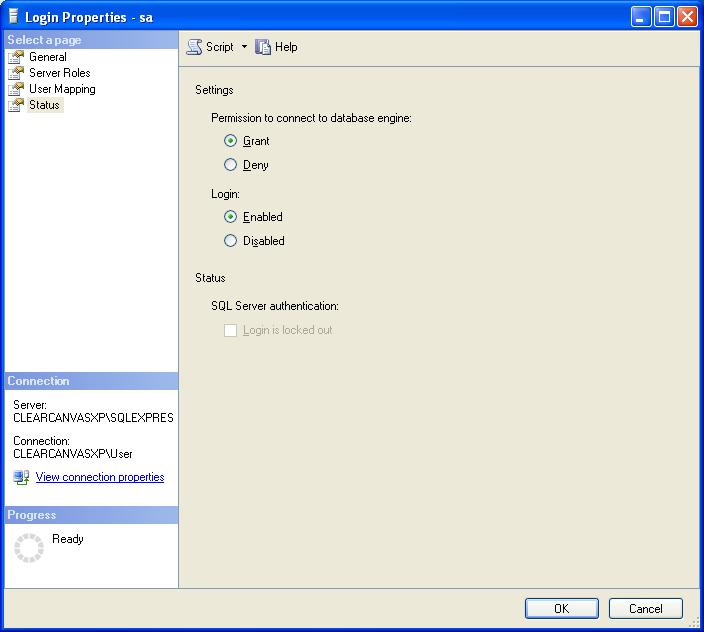 Login Properties - sa
Select a page
General
Server Roles
User Mapping
Status
Script
Help
Settings
Permission to connect to database engine:
Grant
Deny
Login:
Enabled
Disabled
Status
SQL Server authentication:
Login is locked out
Connection
Server:
CLEARCANVASXP\SQLEXPRES
Connection:
CLEARCANVASXP\User
View connection properties
Progress
Ready
OK
Cancel